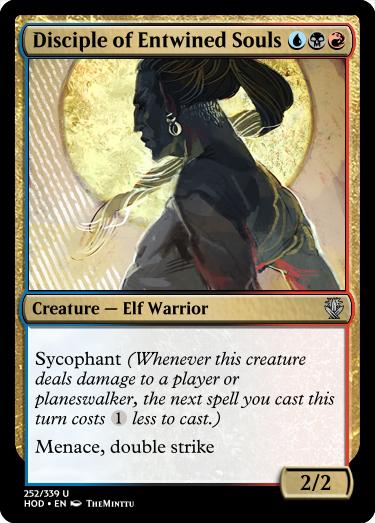 Disciple of Entwined Souls
Creature — Elf Warrior
Sycophant (Whenever this creature
deals damage to a player or
planeswalker, the next spell you cast this
turn costs 1 less to cast.)
Menace, double strike
2/2
252/339 U
HOD • EN TheMinttu